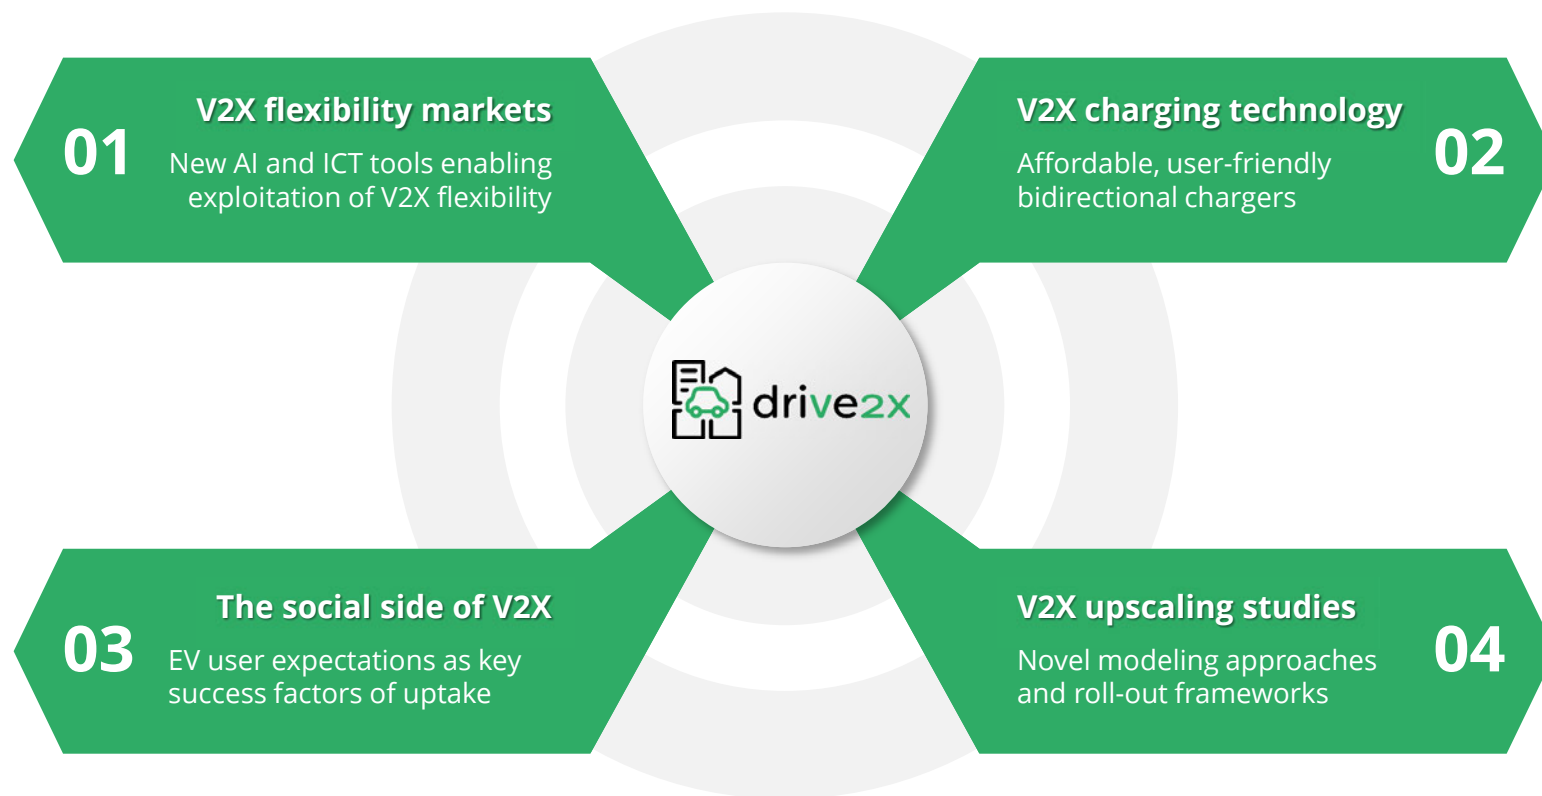 01
V2X flexibility markets
New AI and ICT tools enabling
exploitation of V2X flexibility
V2X charging technology
Affordable, user-friendly
bidirectional chargers
02
drive2x
03
The social side of V2X
EV user expectations as key
success factors of uptake
V2X upscaling studies
Novel modeling approaches
and roll-out frameworks
04